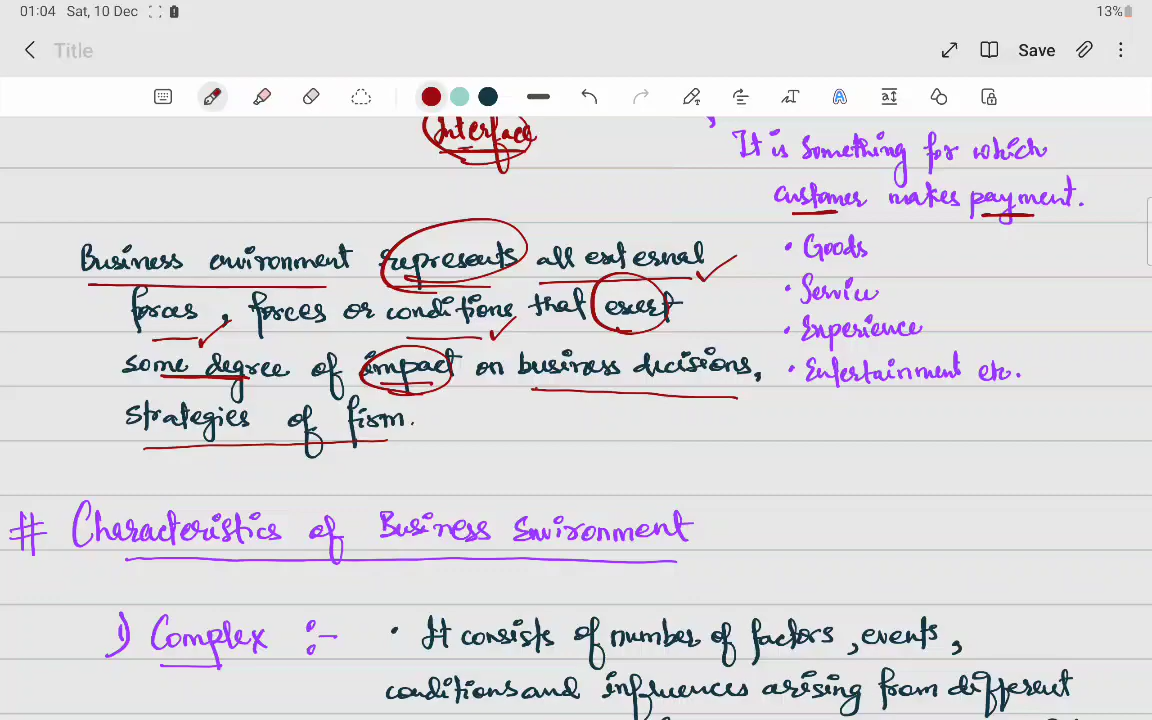 01:04 Sat, 10 Dec
13%
Title
Save
Interface
It is something for which
customer makes payment.
• Goods
• Service
• Experience
• Entertainment etc.
Business environment represents all external
forces, forces or conditions that exert
some degree of impact on business decisions,
strategies of firm.
# Characteristics of Business Environment
1) Complex :- • It consists of number of factors, events,
conditions and influences arising from different